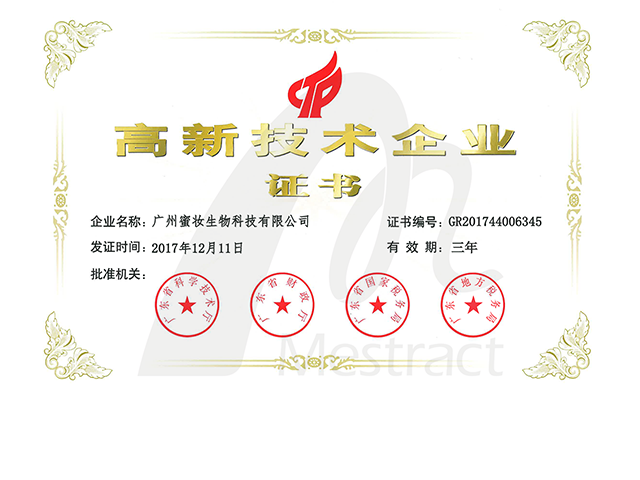 高新技术企业
证书
企业名称：广州蜜妆生物科技有限公司
证书编号：GR201744006345
发证时间：2017年12月11日
有 效 期：三年
批准机关：
广东省科学技术厅
广东省财政厅
广东省国家税务局
广东省地方税务局
Mestract